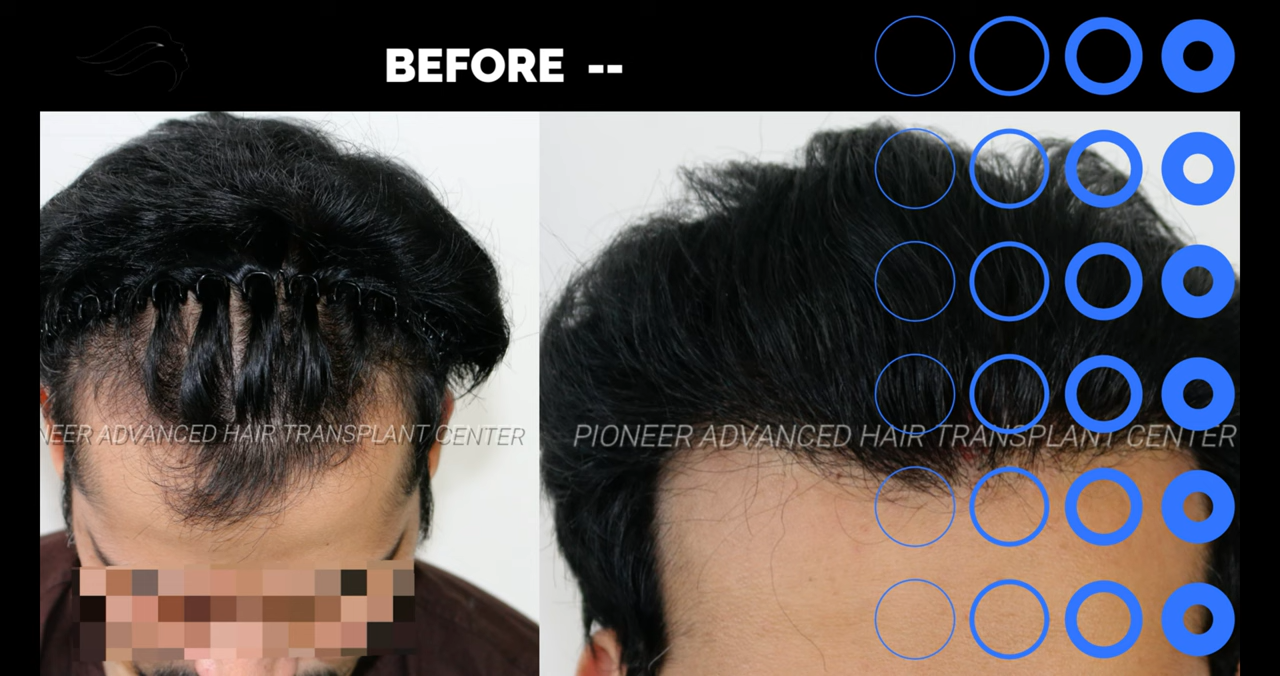 BEFORE --
NEER ADVANCED HAIR TRANSPLANT CENTER
PIONEER ADVANCED HAIR TRANSPLANT CENTER